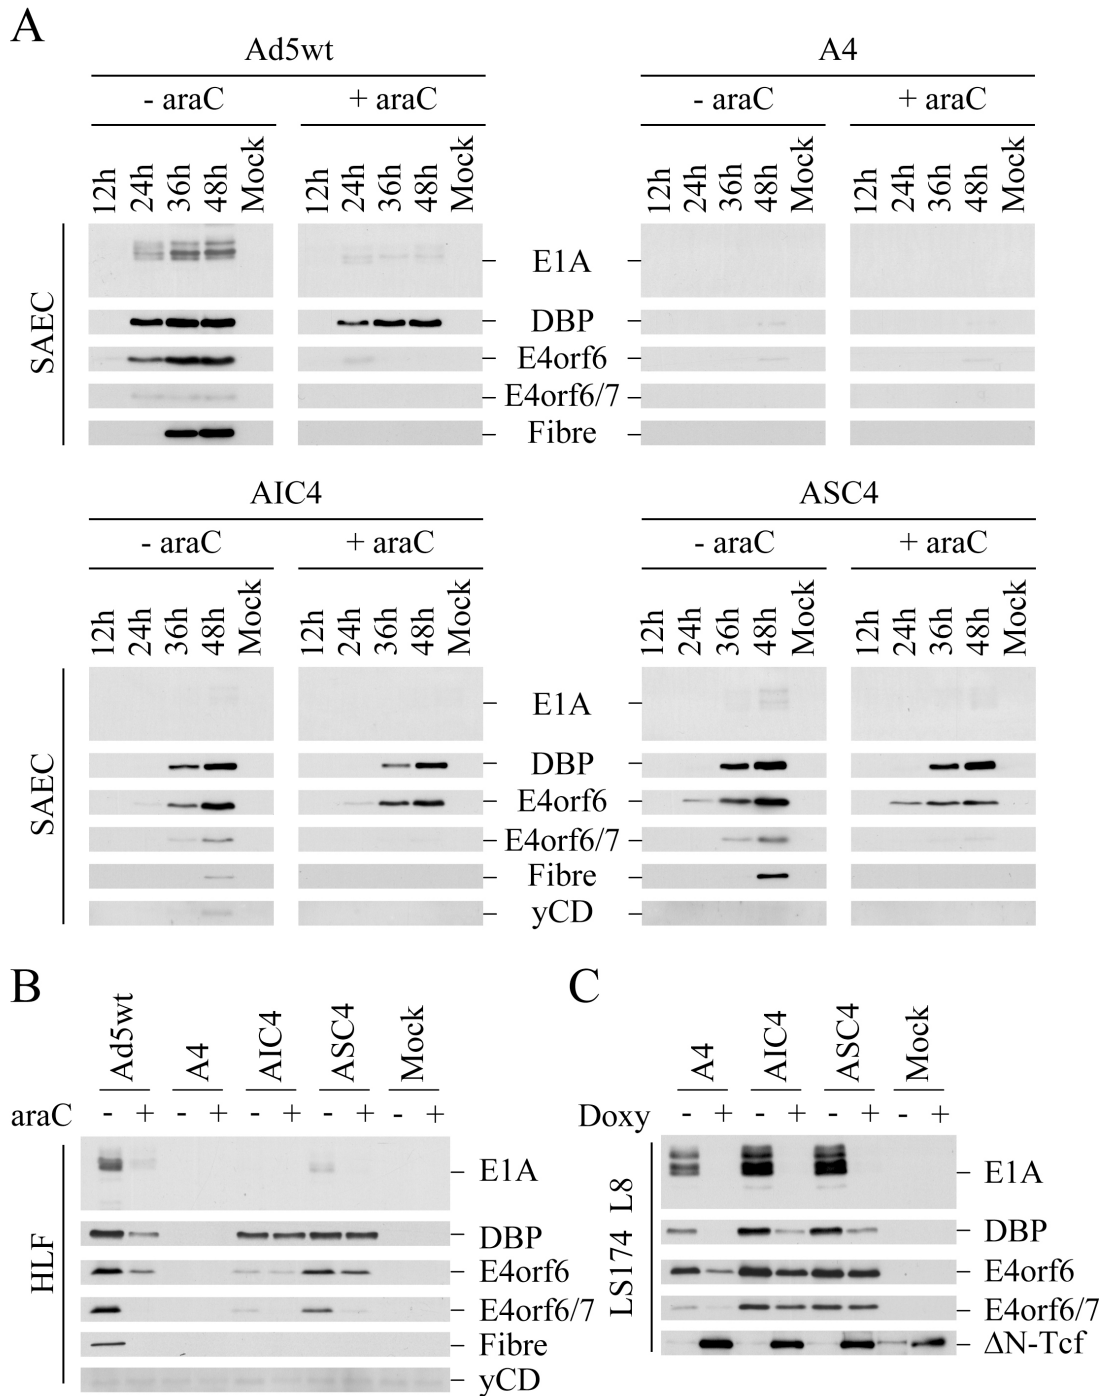 A
Ad5wt A4
- araC + araC - araC + araC
12h 24h 36h 48h Mock 12h 24h 36h 48h Mock 12h 24h 36h 48h Mock 12h 24h 36h 48h Mock
SAEC
E1A
DBP
E4orf6
E4orf6/7
Fibre
AIC4 ASC4
- araC + araC - araC + araC
12h 24h 36h 48h Mock 12h 24h 36h 48h Mock 12h 24h 36h 48h Mock 12h 24h 36h 48h Mock
SAEC
E1A
DBP
E4orf6
E4orf6/7
Fibre
yCD
B
Ad5wt A4 AIC4 ASC4 Mock
araC - + - + - + - + - +
HLF
E1A
DBP
E4orf6
E4orf6/7
Fibre
yCD
C
A4 AIC4 ASC4 Mock
Doxy - + - + - + - +
LS174 L8
E1A
DBP
E4orf6
E4orf6/7
ΔN-Tcf